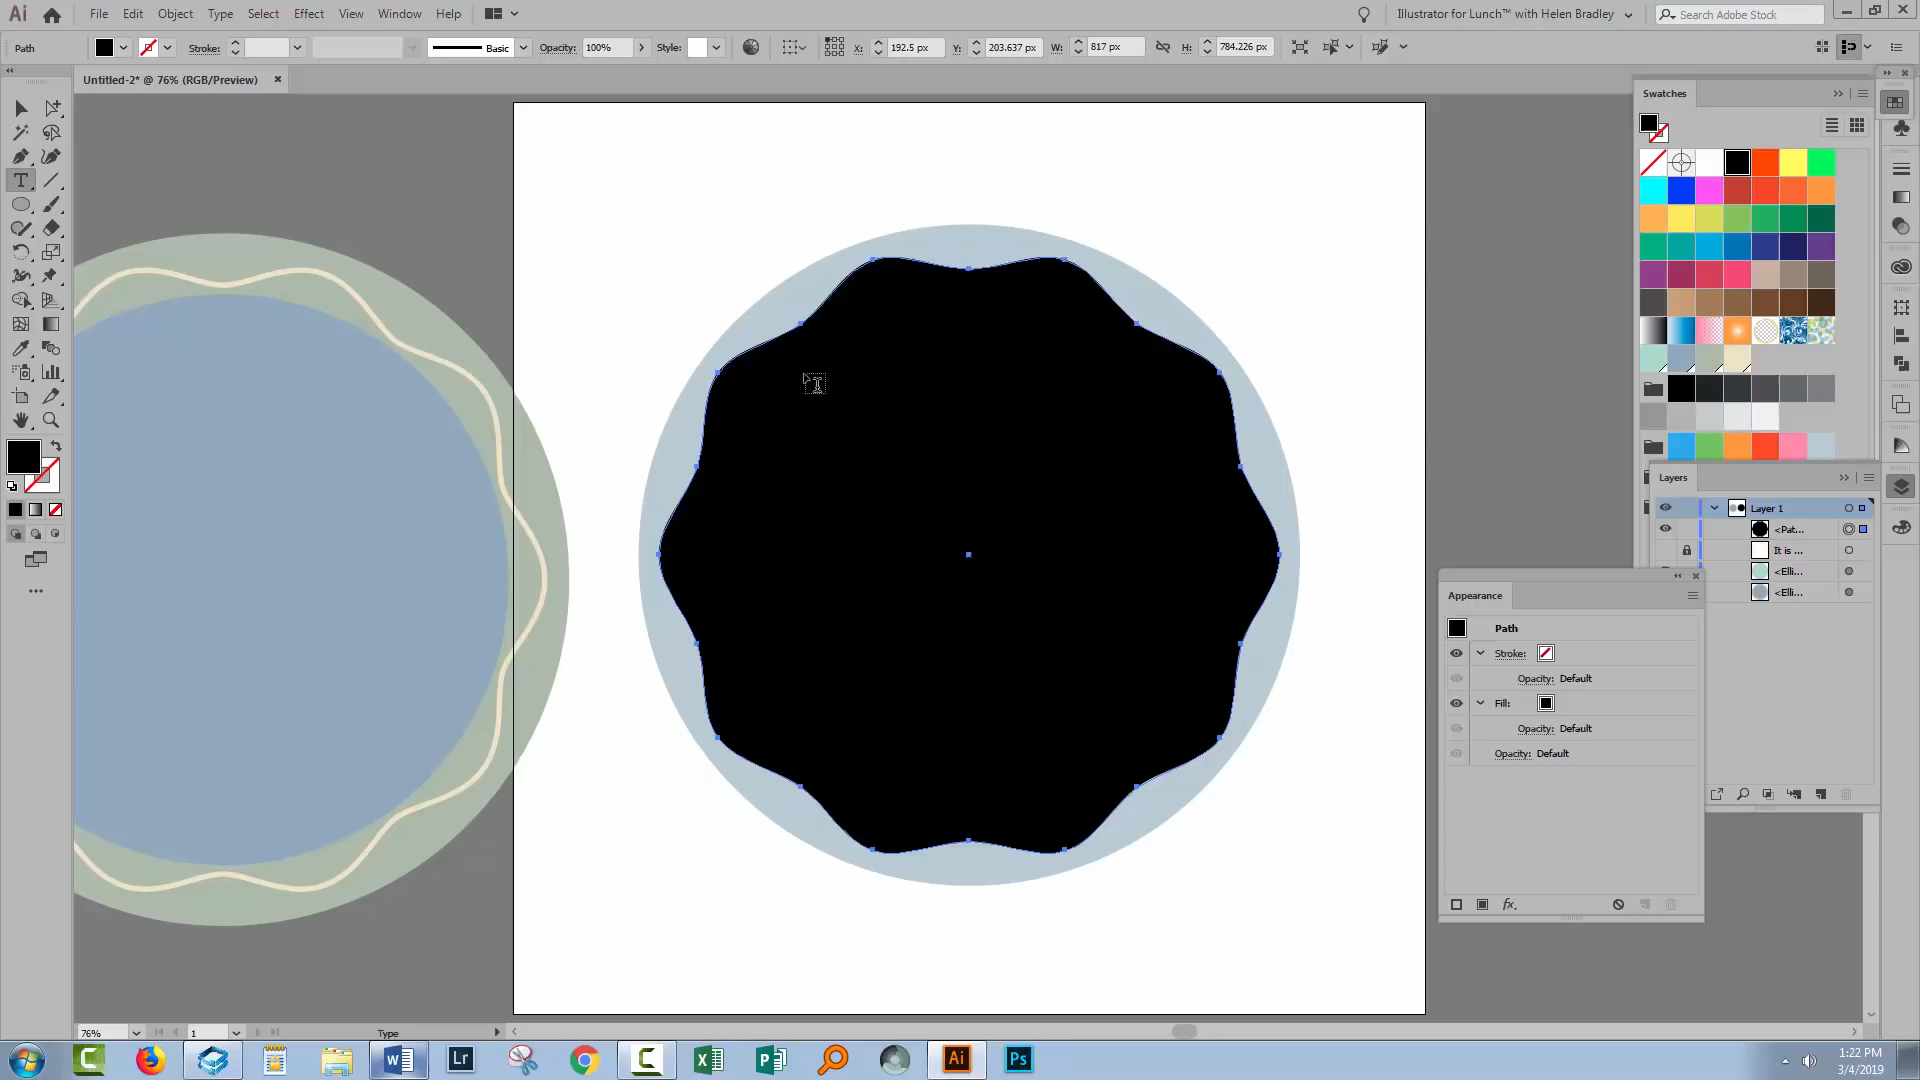 Ai File Edit Object Type Select Effect View Window Help Illustrator for Lunch™ with Helen Bradley Search Adobe Stock
Path Stroke: Basic Opacity: 100% Style: X: 192.5 px Y: 203.637 px W: 817 px H: 784.226 px
Untitled-2* @ 76% (RGB/Preview)
Swatches
Layers
Layer 1
<Pat...
It is ...
<Elli...
<Elli...
Appearance
Path
Stroke:
Opacity: Default
Fill:
Opacity: Default
Opacity: Default
fx.
76% 1 Type
W Lr Ai Ps
1:22 PM
3/4/2019